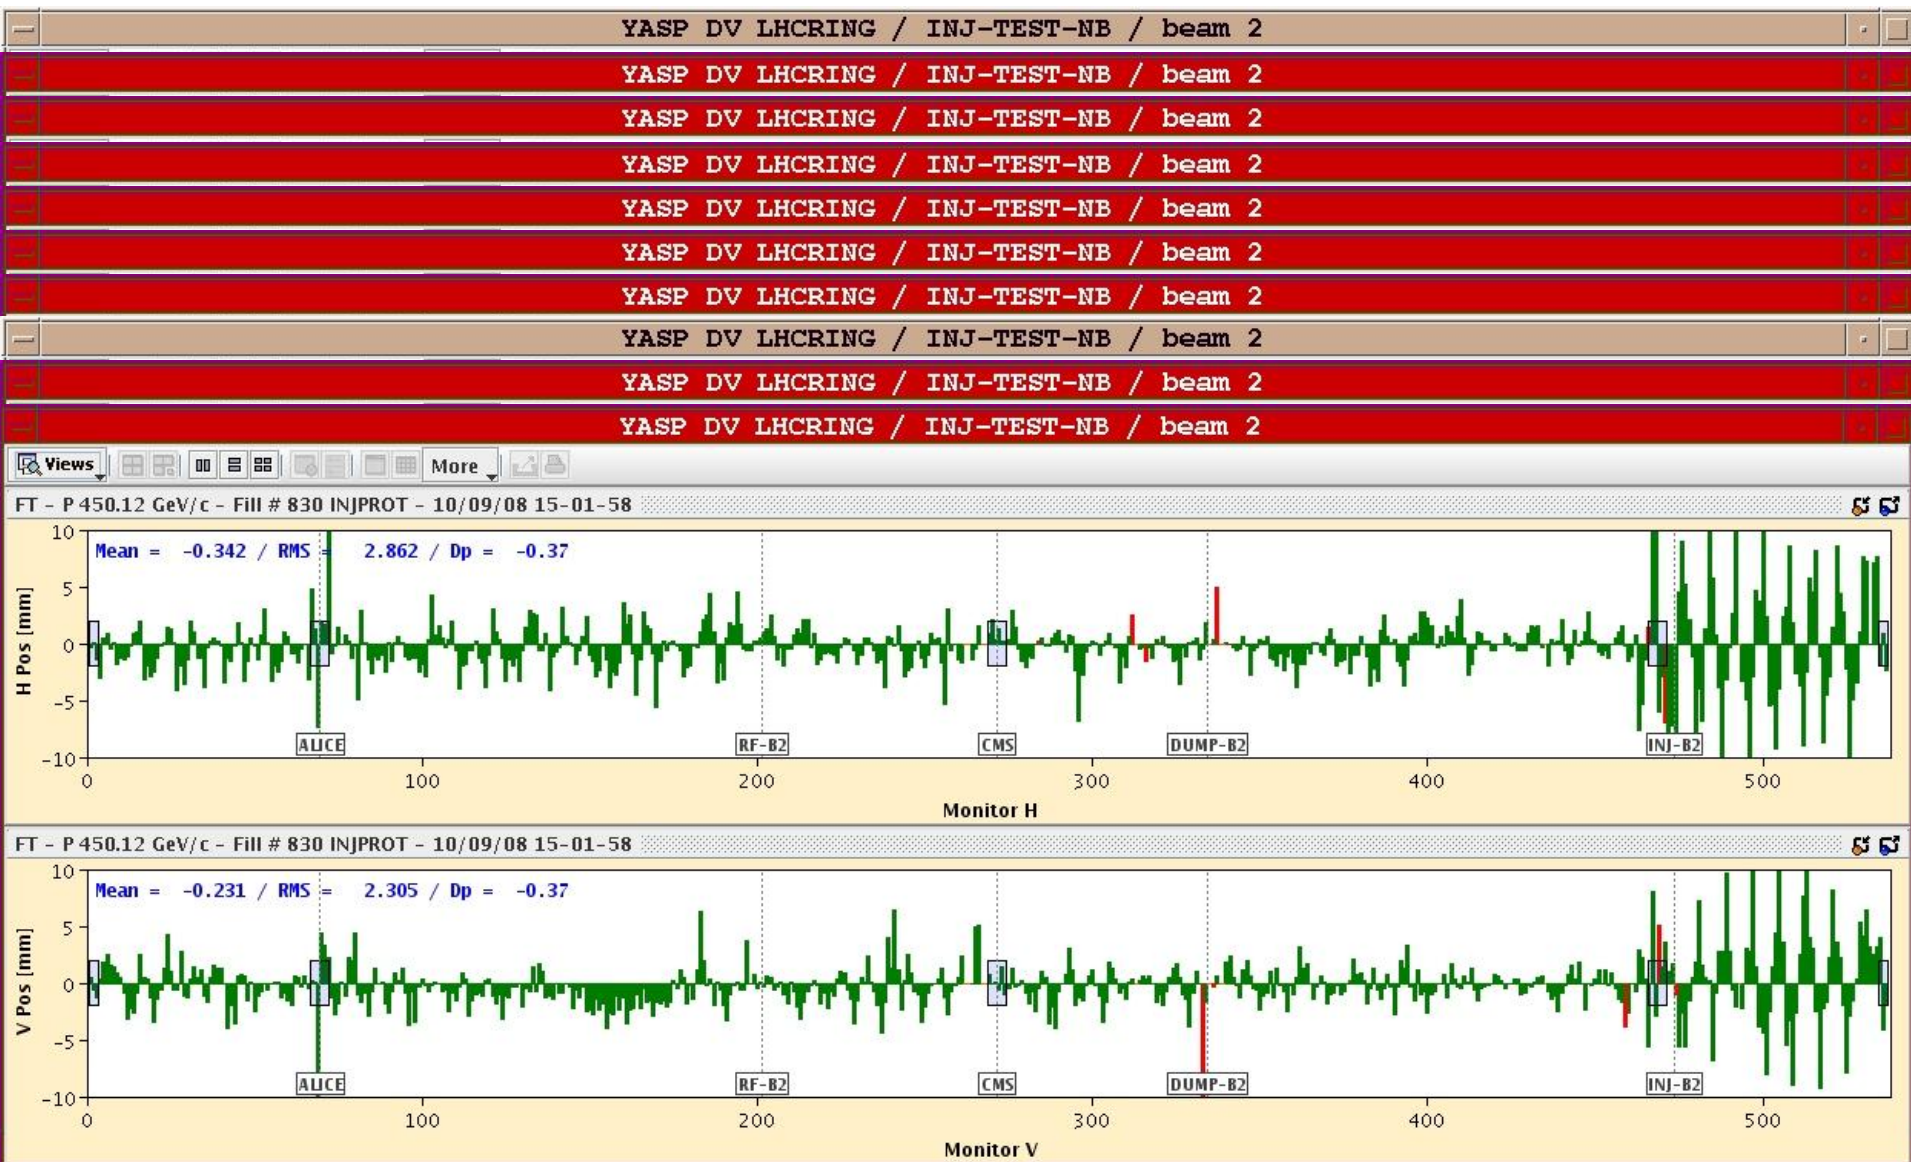 YASP DV LHCRING / INJ-TEST-NB / beam 2
YASP DV LHCRING / INJ-TEST-NB / beam 2
YASP DV LHCRING / INJ-TEST-NB / beam 2
YASP DV LHCRING / INJ-TEST-NB / beam 2
YASP DV LHCRING / INJ-TEST-NB / beam 2
YASP DV LHCRING / INJ-TEST-NB / beam 2
YASP DV LHCRING / INJ-TEST-NB / beam 2
YASP DV LHCRING / INJ-TEST-NB / beam 2
YASP DV LHCRING / INJ-TEST-NB / beam 2
YASP DV LHCRING / INJ-TEST-NB / beam 2
Views More
FT - P 450.12 GeV/c - Fill # 830 INJPROT - 10/09/08 15-01-58
Mean = -0.342 / RMS = 2.862 / Dp = -0.37
H Pos [mm]
10
5
0
-5
-10
ALICE RF-B2 CMS DUMP-B2 INJ-B2
0 100 200 300 400 500
Monitor H
FT - P 450.12 GeV/c - Fill # 830 INJPROT - 10/09/08 15-01-58
Mean = -0.231 / RMS = 2.305 / Dp = -0.37
V Pos [mm]
10
5
0
-5
-10
ALICE RF-B2 CMS DUMP-B2 INJ-B2
0 100 200 300 400 500
Monitor V